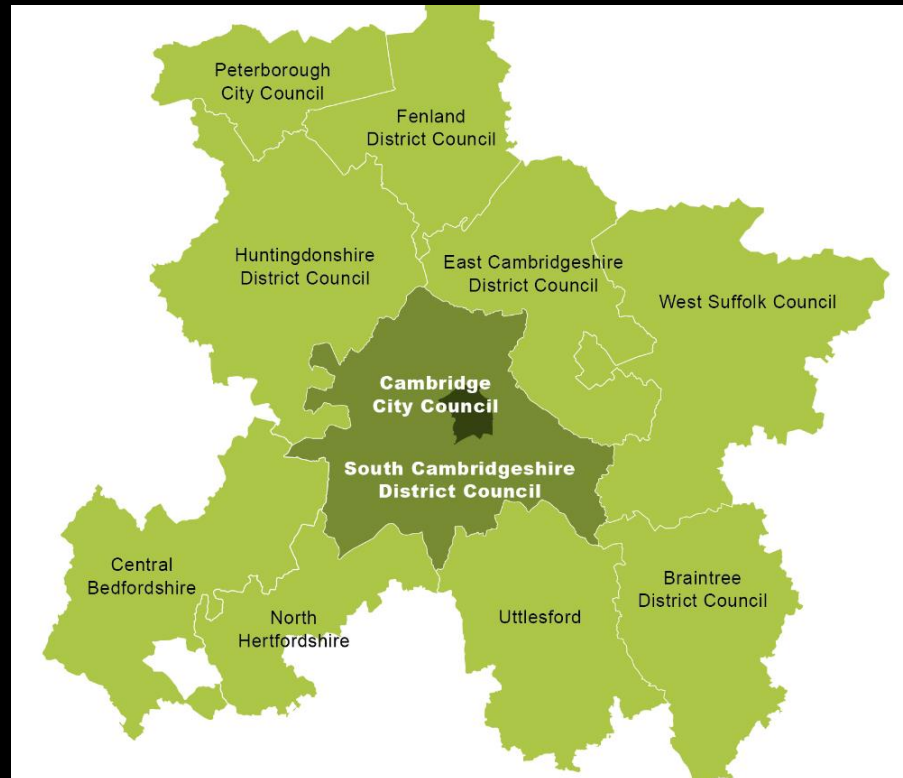 Peterborough
City Council
Fenland
District Council
Huntingdonshire
District Council
East Cambridgeshire
District Council
West Suffolk Council
Cambridge
City Council
South Cambridgeshire
District Council
Central
Bedfordshire
North
Hertfordshire
Uttlesford
Braintree
District Council